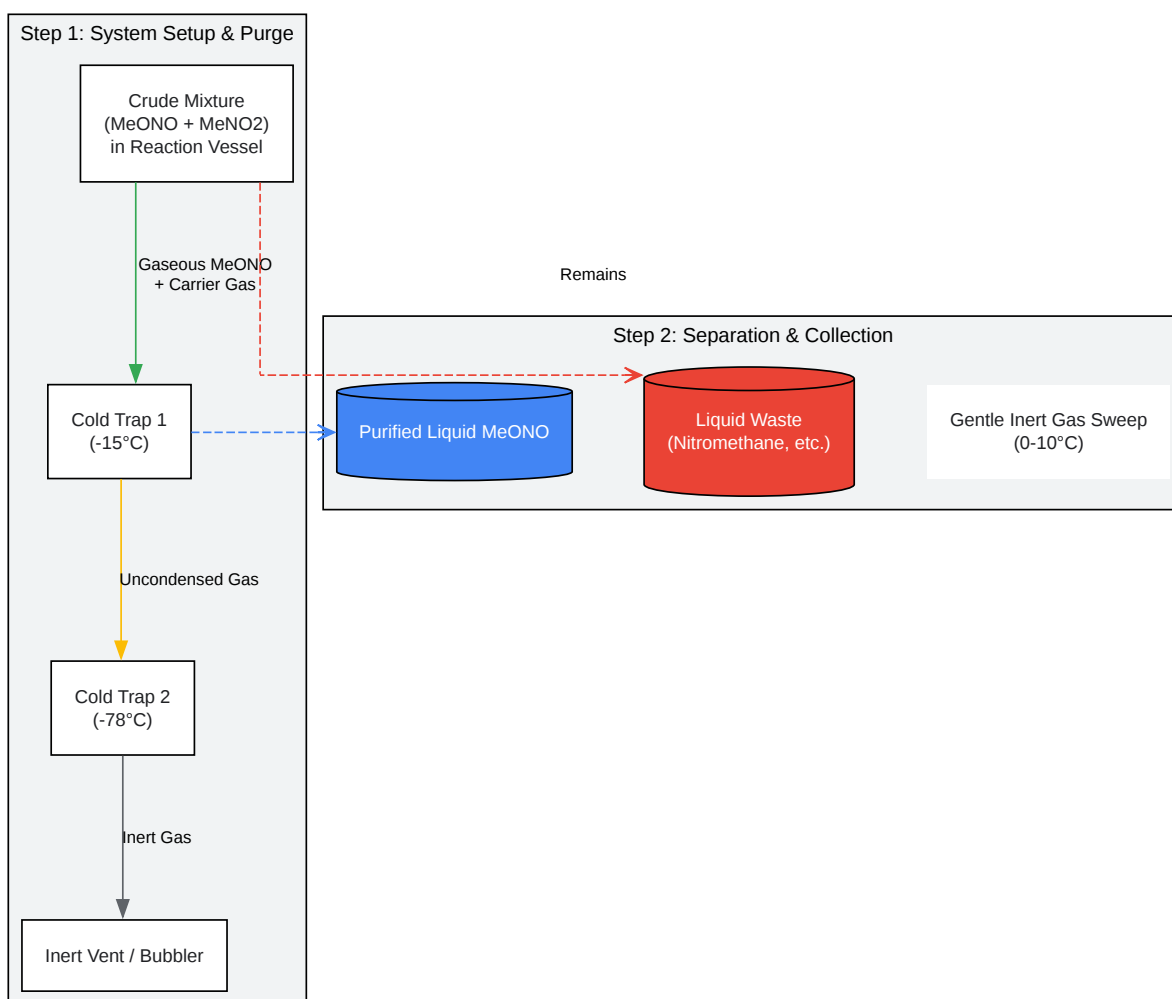 Step 1: System Setup & Purge
Crude Mixture
(MeONO + MeNO2)
in Reaction Vessel
Gaseous MeONO
+ Carrier Gas
Remains
Step 2: Separation & Collection
Cold Trap 1
(-15°C)
Purified Liquid MeONO
Liquid Waste
(Nitromethane, etc.)
Gentle Inert Gas Sweep
(0-10°C)
Uncondensed Gas
Cold Trap 2
(-78°C)
Inert Gas
Inert Vent / Bubbler